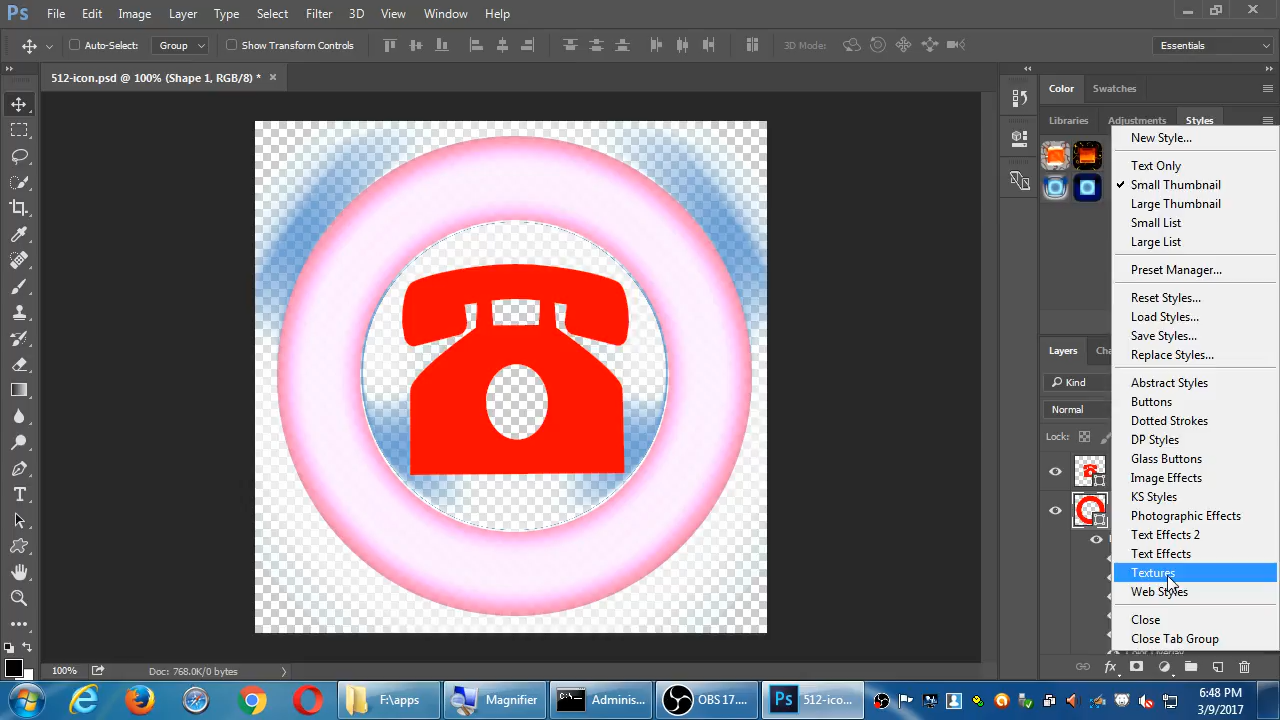 Ps File Edit Image Layer Type Select Filter 3D View Window Help
Auto-Select: Group Show Transform Controls 3D Mode: Essentials
512-icon.psd @ 100% (Shape 1, RGB/8) * ×
Color Swatches
Libraries Adjustments Styles
New Style...
Text Only
Small Thumbnail
Large Thumbnail
Small List
Large List
Preset Manager...
Reset Styles...
Load Styles...
Save Styles...
Replace Styles...
Layers Cha
Kind
Abstract Styles
Buttons
Normal
Dotted Strokes
Lock:
DP Styles
Glass Buttons
Image Effects
KS Styles
Photographic Effects
Text Effects 2
Text Effects
Textures
Web Styles
Close
Close Tab Group
100% Doc: 768.0K/0 bytes
fx
F:\apps Magnifier Adminis... OBS 17.... Ps 512-ico...
6:48 PM
3/9/2017